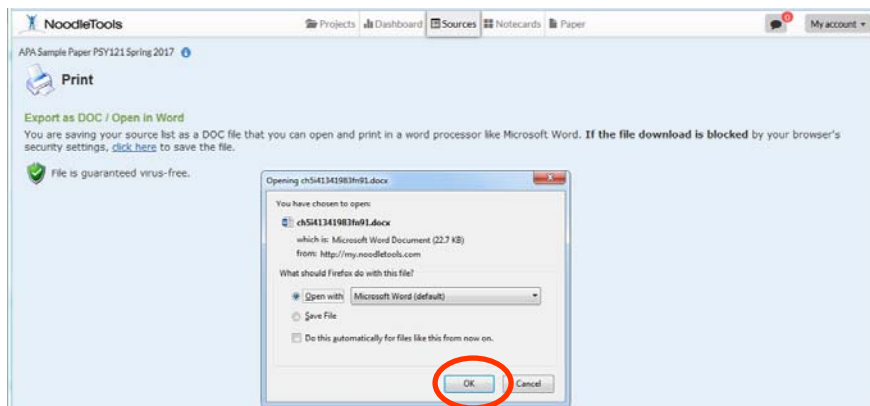 NoodleTools Projects Dashboard Sources Notecards Paper 0 My account
APA Sample Paper PSY121 Spring 2017
Print
Export as DOC / Open in Word
You are saving your source list as a DOC file that you can open and print in a word processor like Microsoft Word. If the file download is blocked by your browser's
security settings, click here to save the file.
File is guaranteed virus-free.
Opening ch5i41341983fn91.docx
You have chosen to open:
ch5i41341983fn91.docx
which is: Microsoft Word Document (22.7 KB)
from: http://my.noodletools.com
What should Firefox do with this file?
Open with Microsoft Word (default)
Save File
Do this automatically for files like this from now on.
OK Cancel